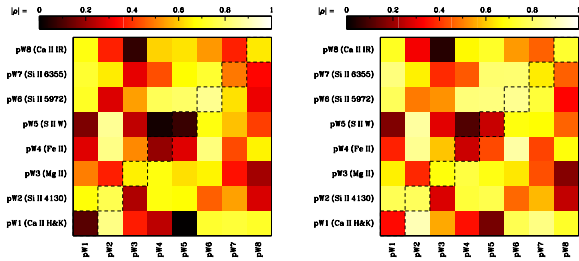 |ρ| = 0 0.2 0.4 0.6 0.8 1
pW8 (Ca II IR)
pW7 (Si II 6355)
pW6 (Si II 5972)
pW5 (S II W)
pW4 (Fe II)
pW3 (Mg II)
pW2 (Si II 4130)
pW1 (Ca II H&K)
pW1 pW2 pW3 pW4 pW5 pW6 pW7 pW8
|ρ| = 0 0.2 0.4 0.6 0.8 1
pW8 (Ca II IR)
pW7 (Si II 6355)
pW6 (Si II 5972)
pW5 (S II W)
pW4 (Fe II)
pW3 (Mg II)
pW2 (Si II 4130)
pW1 (Ca II H&K)
pW1 pW2 pW3 pW4 pW5 pW6 pW7 pW8